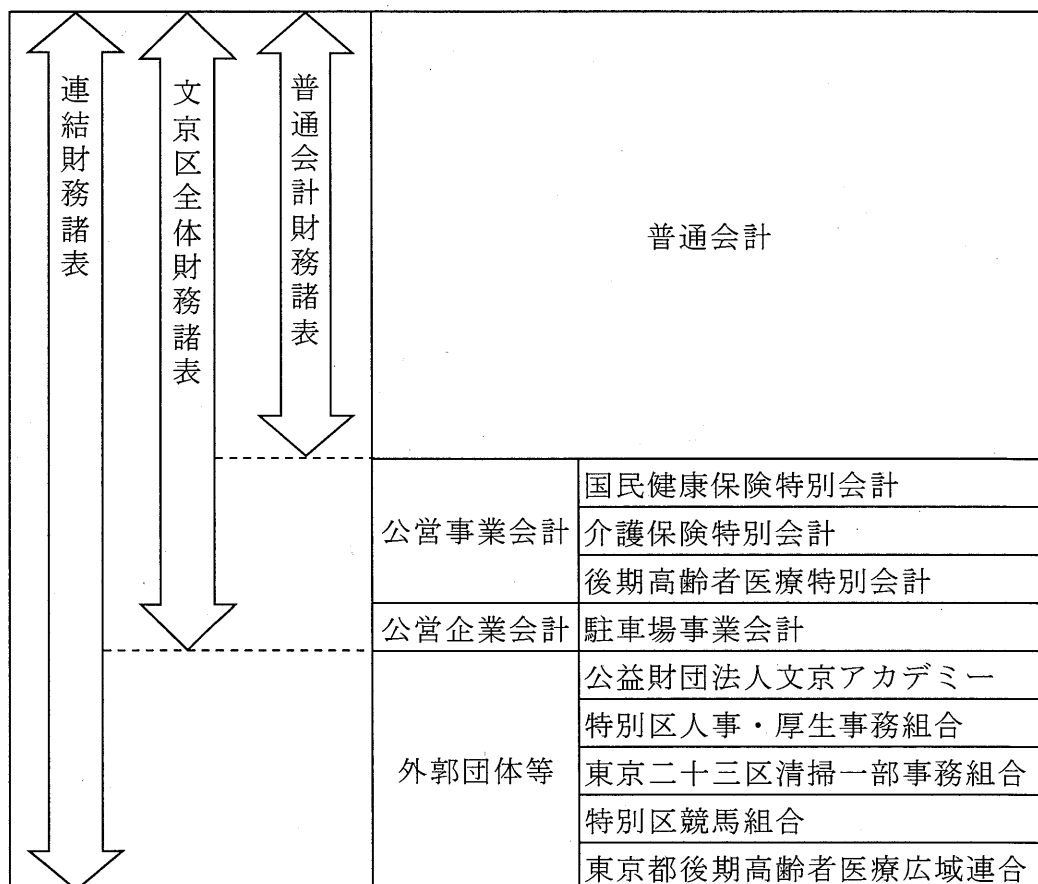 連結財務諸表
文京区全体財務諸表
普通会計財務諸表
普通会計
公営事業会計
国民健康保険特別会計
介護保険特別会計
後期高齢者医療特別会計
公営企業会計
駐車場事業会計
外郭団体等
公益財団法人文京アカデミー
特別区人事・厚生事務組合
東京二十三区清掃一部事務組合
特別区競馬組合
東京都後期高齢者医療広域連合